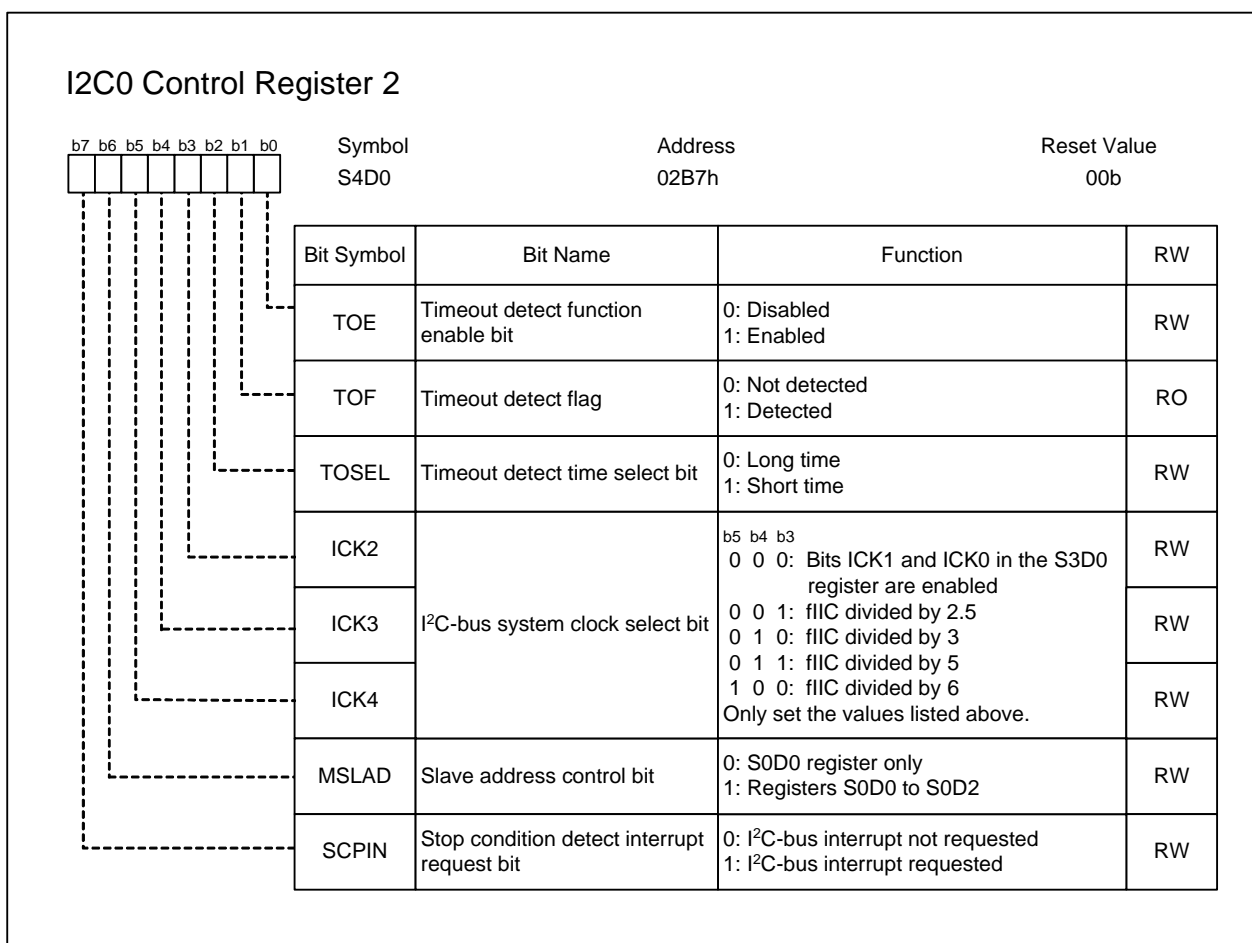 I2C0 Control Register 2
b7 b6 b5 b4 b3 b2 b1 b0
Symbol Address Reset Value
S4D0 02B7h 00b
Bit Symbol Bit Name Function RW
TOE Timeout detect function enable bit 0: Disabled RW
1: Enabled
TOF Timeout detect flag 0: Not detected RO
1: Detected
TOSEL Timeout detect time select bit 0: Long time RW
1: Short time
ICK2 RW
ICK3 I²C-bus system clock select bit RW
ICK4 RW
b5 b4 b3
0 0 0: Bits ICK1 and ICK0 in the S3D0
register are enabled
0 0 1: fIIC divided by 2.5
0 1 0: fIIC divided by 3
0 1 1: fIIC divided by 5
1 0 0: fIIC divided by 6
Only set the values listed above.
MSLAD Slave address control bit 0: S0D0 register only RW
1: Registers S0D0 to S0D2
SCPIN Stop condition detect interrupt request bit 0: I²C-bus interrupt not requested RW
1: I²C-bus interrupt requested